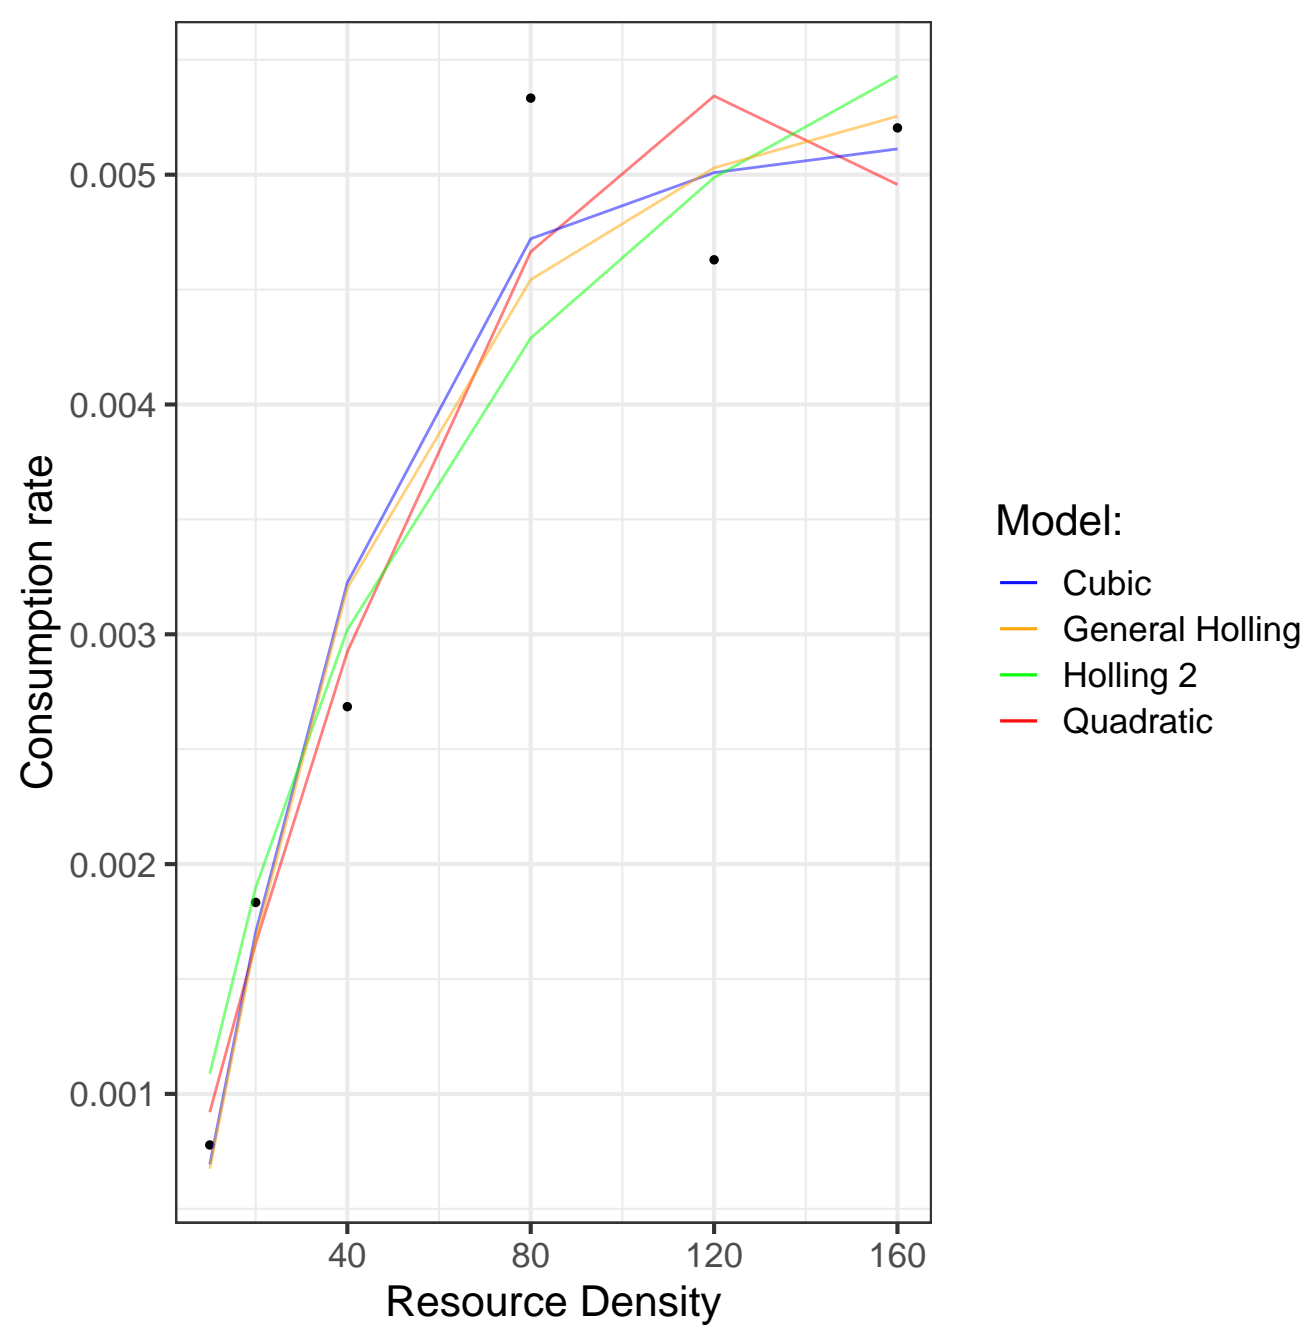 0.005
0.004
0.003
0.002
0.001
Consumption rate
40 80 120 160
Resource Density
Model:
Cubic
General Holling
Holling 2
Quadratic